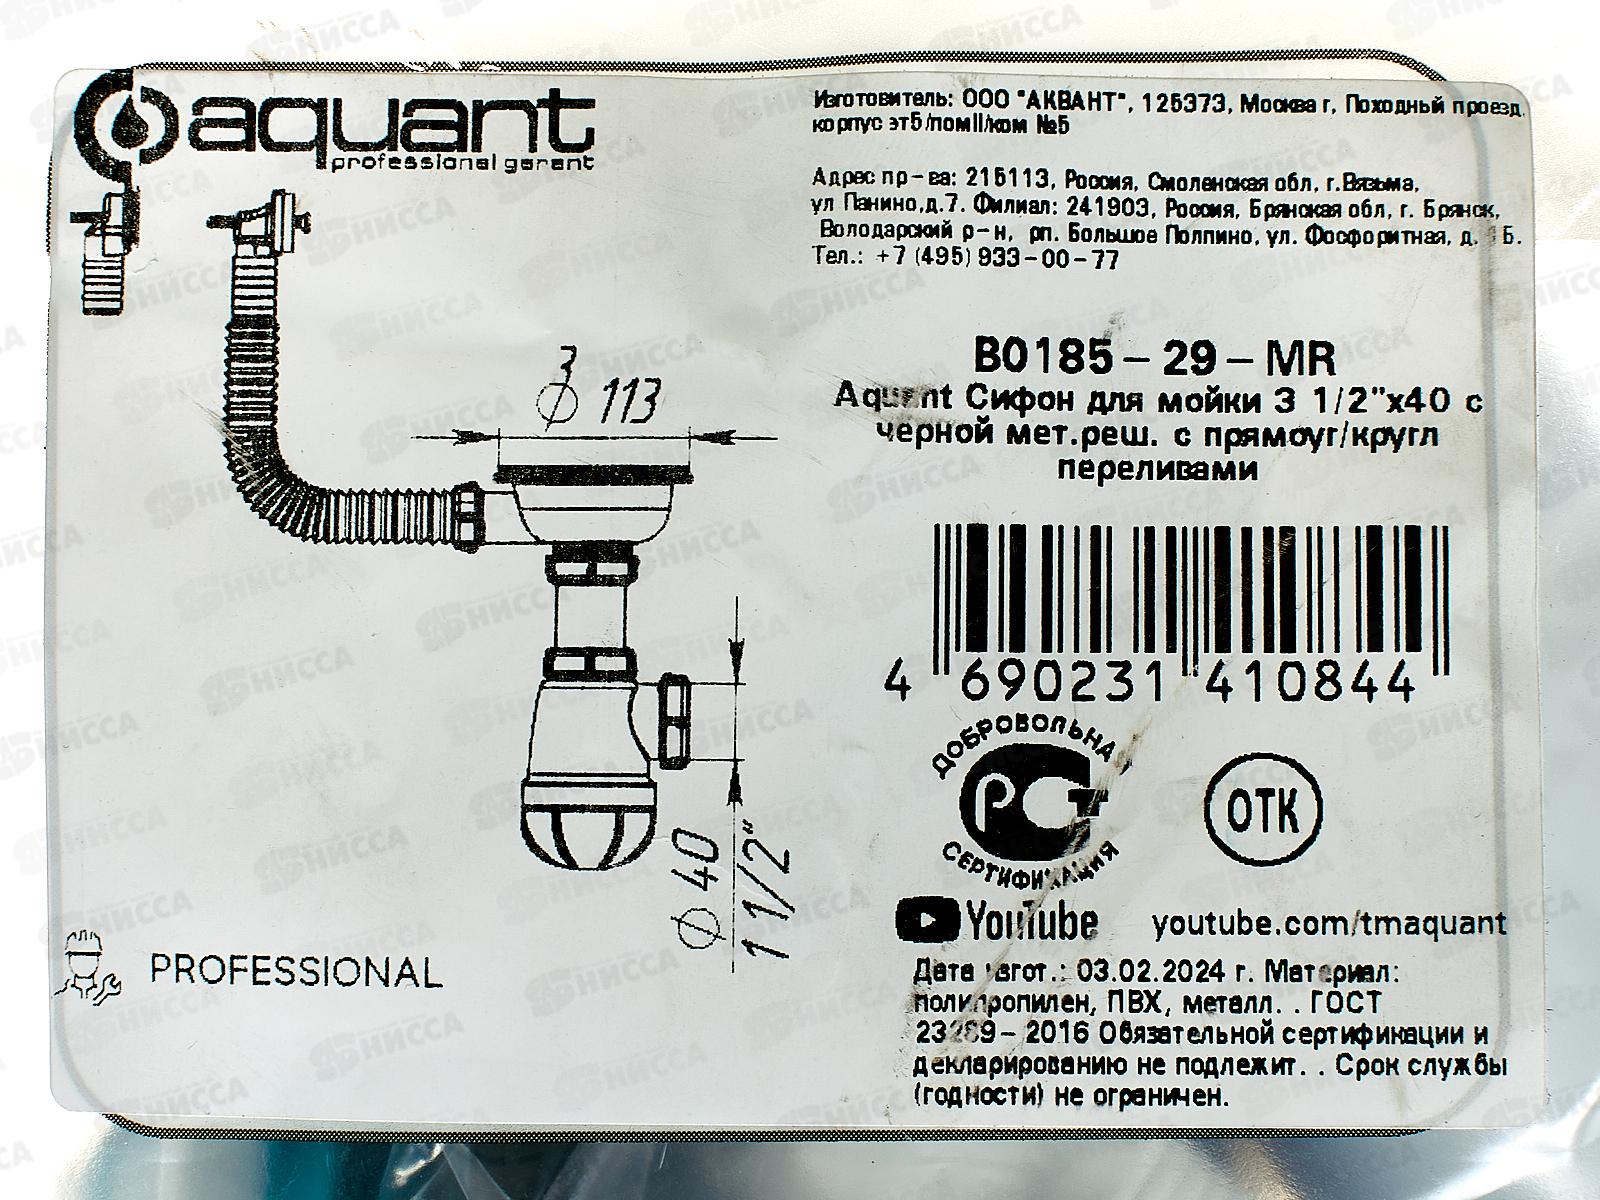 aquant
professional garant
Изготовитель: ООО "АКВАНТ", 125373, Москва г, Походный проезд,
корпус эт5/помII/ком №5
Адрес пр-ва: 215113, Россия, Смоленская обл, г.Вязьма,
ул Панино,д.7. Филиал: 241903, Россия, Брянская обл, г. Брянск,
Володарский р-н, рп. Большое Полпино, ул. Фосфоритная, д. Б.
Тел.: +7 (495) 933-00-77
B0185-29-MR
Aquant Сифон для мойки 3 1/2"x40 с
черной мет.реш. с прямоуг/кругл
переливами
3
⌀ 113
4 690231 410844
ДОБРОВОЛЬНАЯ
РСТ
СЕРТИФИКАЦИЯ
ОТК
⌀ 40
1 1/2"
YouTube youtube.com/tmaquant
PROFESSIONAL
Дата изгот.: 03.02.2024 г. Материал:
полипропилен, ПВХ, металл. . ГОСТ
23289-2016 Обязательной сертификации и
декларированию не подлежит. . Срок службы
(годности) не ограничен.
НИССА